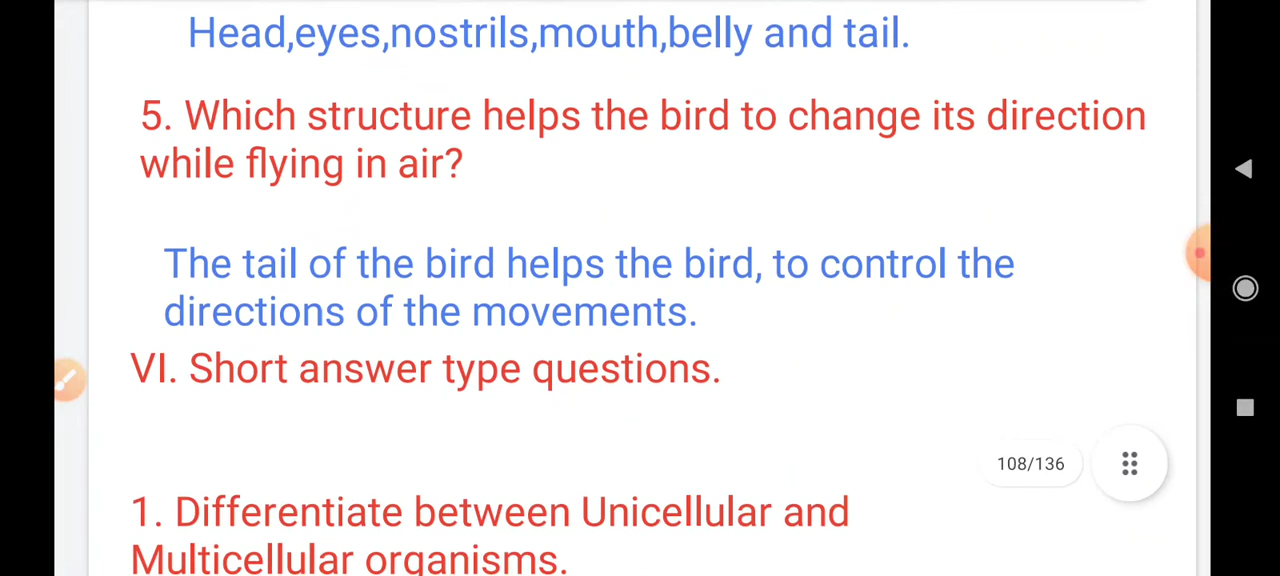 Head,eyes,nostrils,mouth,belly and tail.
5. Which structure helps the bird to change its direction
while flying in air?
The tail of the bird helps the bird, to control the
directions of the movements.
VI. Short answer type questions.
108/136
1. Differentiate between Unicellular and
Multicellular organisms.